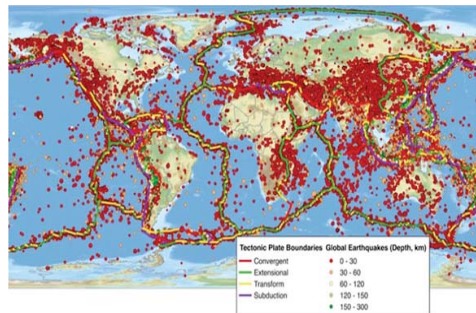 Tectonic Plate Boundaries Global Earthquakes (Depth, km)
Convergent 0 - 30
Extensional 30 - 60
Transform 60 - 120
Subduction 120 - 150
150 - 300